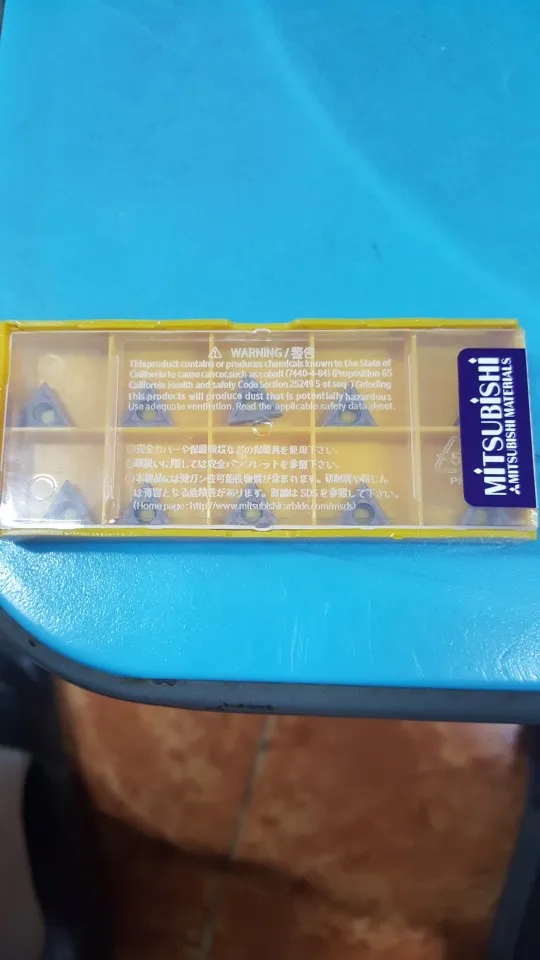 ⚠ WARNING/警告
This product contains or produces chemicals known to the State of
California to cause cancer, such as cobalt (7440-4-84) (Proposition 65
California Health and safety Code Section 25249.5 et seq.) Grinding
this products will produce dust that is potentially hazardous
Use adequate ventilation. Read the applicable safety data sheet.
○安全カバーや保護眼鏡などの保護具を使用下さい。
○取扱いに際しては安全パンフレットを参照下さい。
は有害となる危険性があります。詳細は SDS を参照して下さい。
(Home page : http://www.mitsubishicarbide.com/msds)
MITSUBISHI
MITSUBISHI MATERIALS